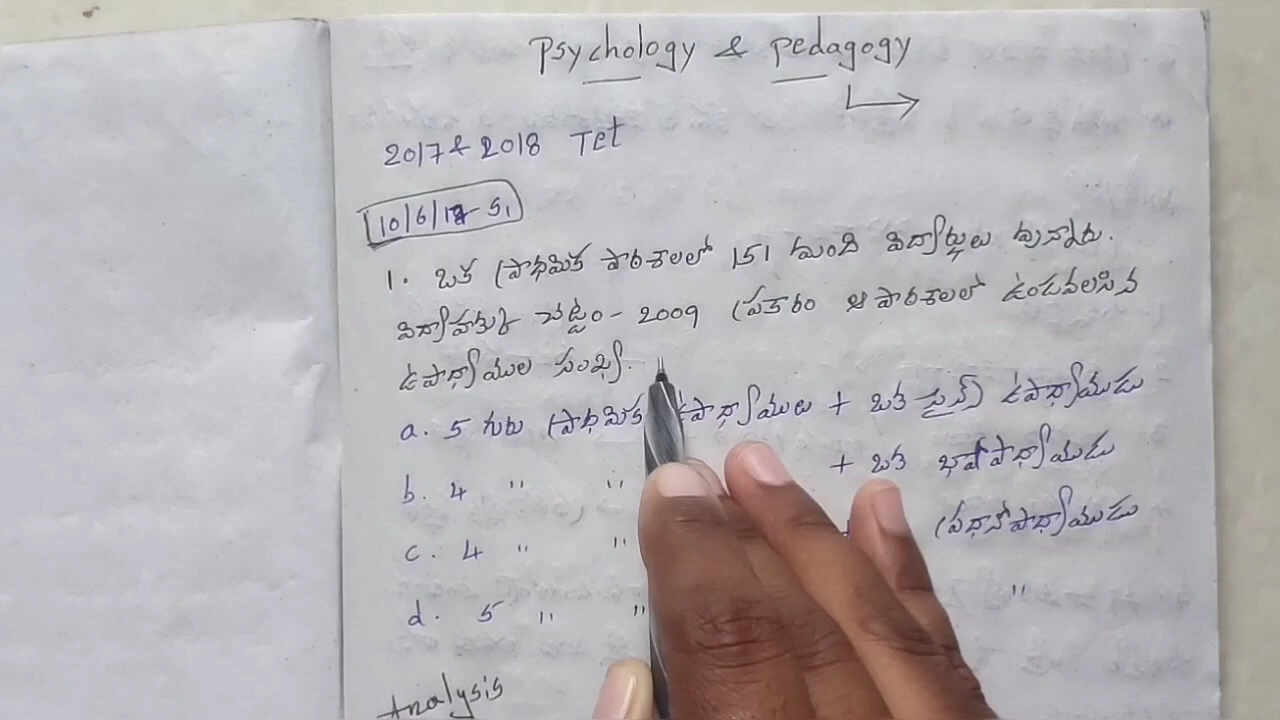 Psychology & pedagogy
2017 & 2018 Tet
10/6/18 - S1
1. ఒక ప్రాథమిక పాఠశాలలో 151 మంది విద్యార్థులు వున్నారు.
విద్యాహక్కు చట్టం - 2009 ప్రకారం ఆ పాఠశాలలో ఉండవలసిన
ఉపాధ్యాయుల సంఖ్య.
a. 5 గురు ప్రాథమిక ఉపాధ్యాయులు + ఒక సైన్స్ ఉపాధ్యాయుడు
b. 4 " " + ఒక భాషోపాధ్యాయుడు
c. 4 " " + ప్రధానోపాధ్యాయుడు
d. 5 " " "
Analysis